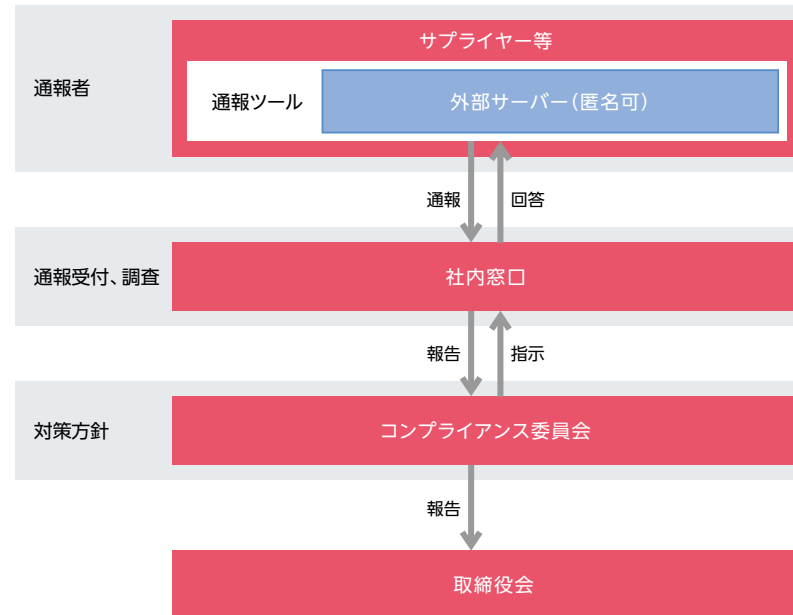 サプライヤー等
通報者
通報ツール
外部サーバー(匿名可)
通報
回答
通報受付、調査
社内窓口
報告
指示
対策方針
コンプライアンス委員会
報告
取締役会